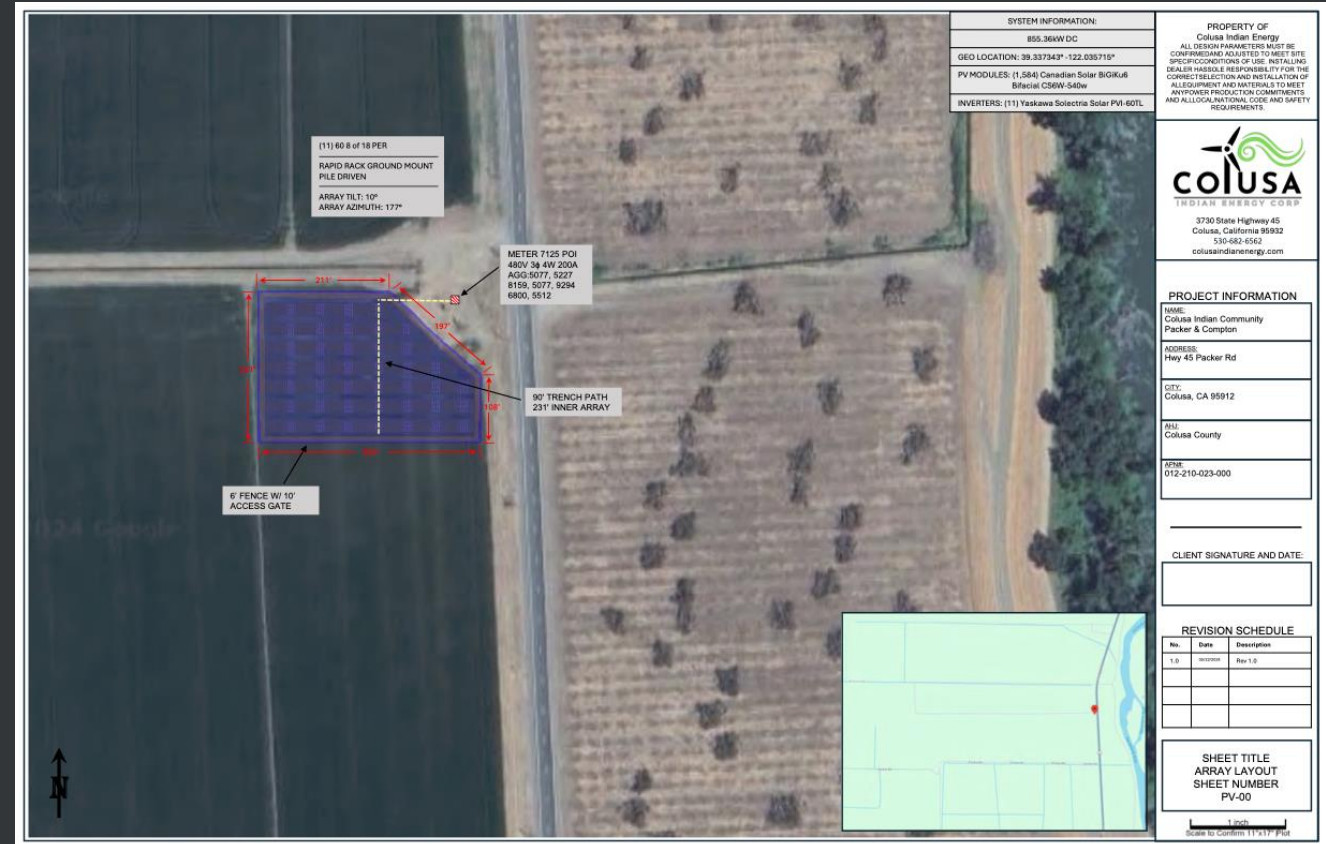 SYSTEM INFORMATION:
855.36kW DC
GEO LOCATION: 39.337343° -122.035715°
PV MODULES: (1,584) Canadian Solar BiGiKu6
Bifacial CS6W-540w
INVERTERS: (11) Yaskawa Solectria Solar PVI-60TL
(11) 60 8 of 18 PER
RAPID RACK GROUND MOUNT
PILE DRIVEN
ARRAY TILT: 10°
ARRAY AZIMUTH: 177°
METER 7125 POI
480V 3ϕ 4W 200A
AGG:5077, 5227
8159, 5077, 9294
6800, 5512
211'
197'
108'
90' TRENCH PATH
231' INNER ARRAY
6' FENCE W/ 10'
ACCESS GATE
N
PROPERTY OF
Colusa Indian Energy
ALL DESIGN PARAMETERS MUST BE
CONFIRMEDAND ADJUSTED TO MEET SITE
SPECIFICCONDITIONS OF USE. INSTALLING
DEALER HASSOLE RESPONSIBILITY FOR THE
CORRECTSELECTION AND INSTALLATION OF
ALLEQUIPMENT AND MATERIALS TO MEET
ANYPOWER PRODUCTION COMMITMENTS
AND ALLLOCAL/NATIONAL CODE AND SAFETY
REQUIREMENTS.
COLUSA
INDIAN ENERGY CORP
3730 State Highway 45
Colusa, California 95932
530-682-6562
colusaindianenergy.com
PROJECT INFORMATION
NAME:
Colusa Indian Community
Packer & Compton
ADDRESS:
Hwy 45 Packer Rd
CITY:
Colusa, CA 95912
AHJ:
Colusa County
APN#:
012-210-023-000
CLIENT SIGNATURE AND DATE:
REVISION SCHEDULE
No. Date Description
1.0 Rev 1.0
SHEET TITLE
ARRAY LAYOUT
SHEET NUMBER
PV-00
1 inch
Scale to Confirm 11"x17" Plot